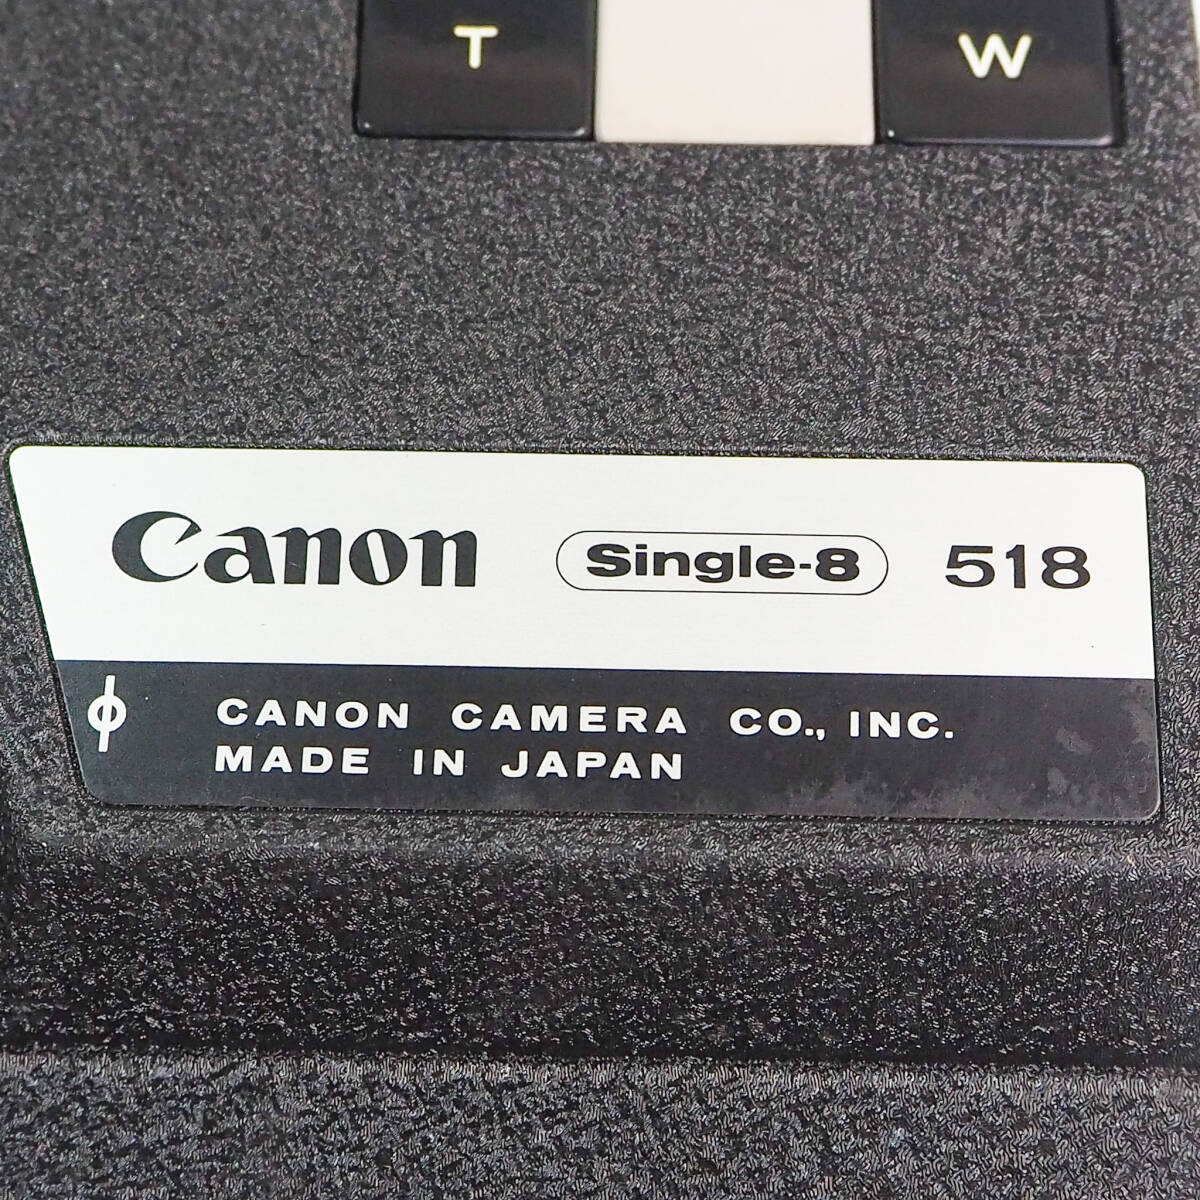 T W
Canon Single-8 518
CANON CAMERA CO., INC.
MADE IN JAPAN